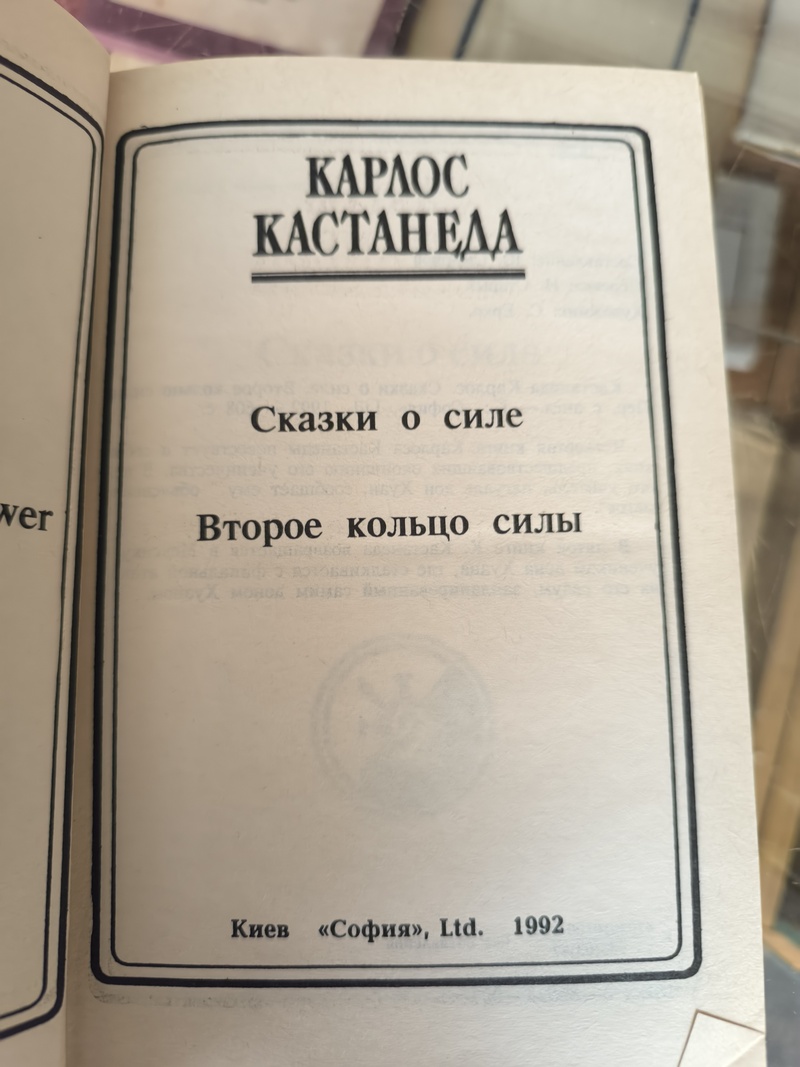 wer
КАРЛОС
КАСТАНЕДА
Сказки о силе
Второе кольцо силы
Киев «София», Ltd. 1992